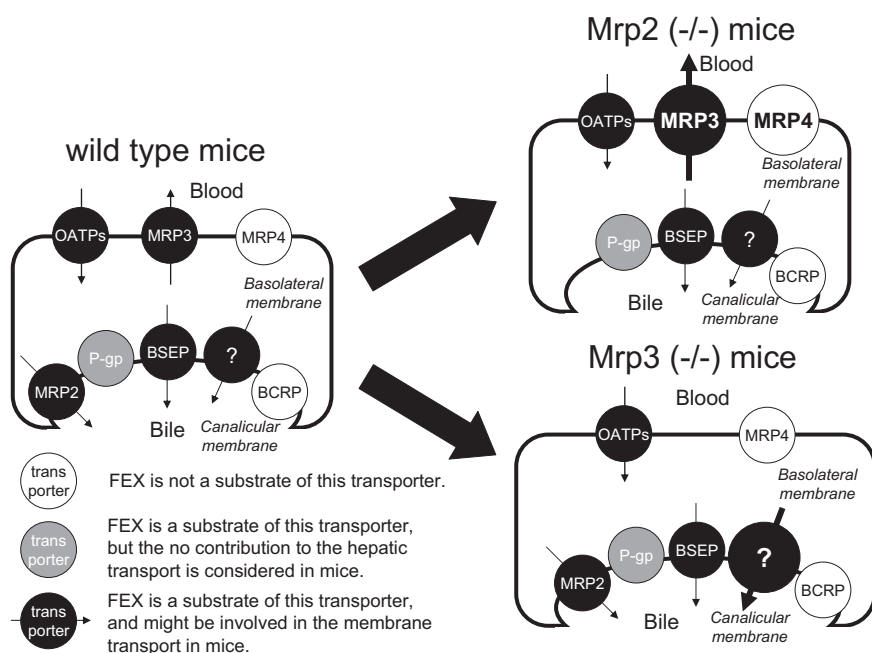 wild type mice
Blood
OATPs
MRP3
MRP4
Basolateral
membrane
MRP2
P-gp
BSEP
?
BCRP
Bile
Canalicular
membrane
Mrp2 (-/-) mice
Blood
OATPs
MRP3
MRP4
Basolateral
membrane
P-gp
BSEP
?
BCRP
Bile
Canalicular
membrane
Mrp3 (-/-) mice
Blood
OATPs
MRP4
Basolateral
membrane
MRP2
P-gp
BSEP
?
BCRP
Bile
Canalicular
membrane
trans
porter
FEX is not a substrate of this transporter.
trans
porter
FEX is a substrate of this transporter,
but the no contribution to the hepatic
transport is considered in mice.
trans
porter
FEX is a substrate of this transporter,
and might be involved in the membrane
transport in mice.